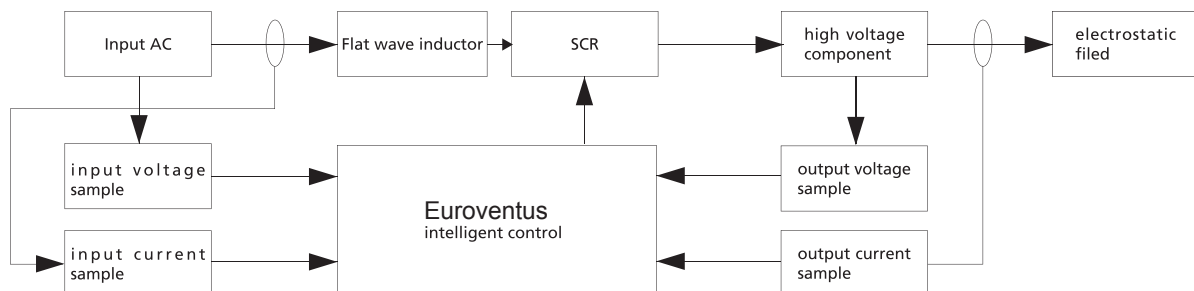 Input AC
Flat wave inductor
SCR
high voltage
component
electrostatic
filed
input voltage
sample
Euroventus
intelligent control
output voltage
sample
input current
sample
output current
sample